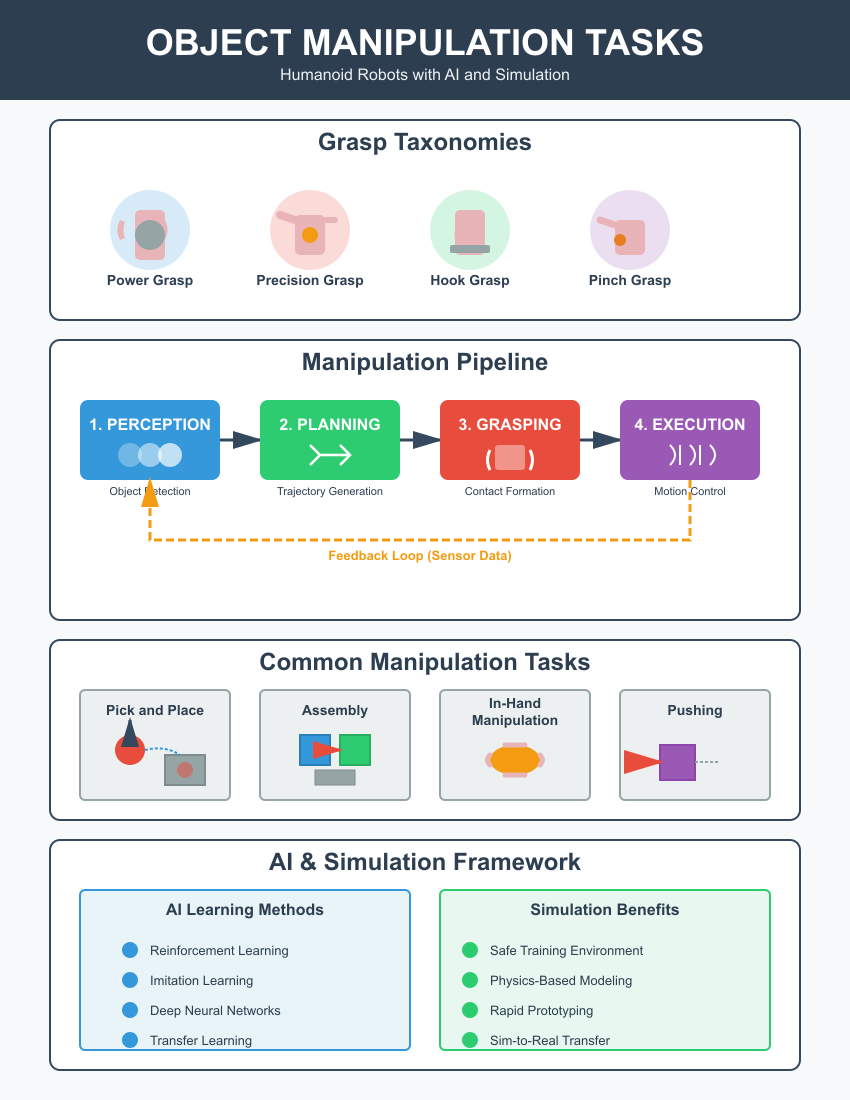 OBJECT MANIPULATION TASKS
Humanoid Robots with AI and Simulation
Grasp Taxonomies
Power Grasp
Precision Grasp
Hook Grasp
Pinch Grasp
Manipulation Pipeline
1. PERCEPTION
2. PLANNING
3. GRASPING
4. EXECUTION
Object Detection
Trajectory Generation
Contact Formation
Motion Control
Feedback Loop (Sensor Data)
Common Manipulation Tasks
Pick and Place
Assembly
In-Hand
Manipulation
Pushing
AI & Simulation Framework
AI Learning Methods
Reinforcement Learning
Imitation Learning
Deep Neural Networks
Transfer Learning
Simulation Benefits
Safe Training Environment
Physics-Based Modeling
Rapid Prototyping
Sim-to-Real Transfer